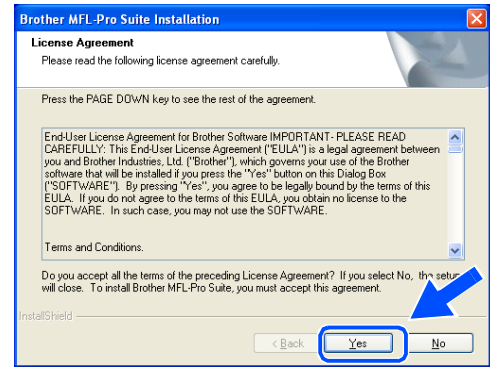 Brother MFL-Pro Suite Installation
License Agreement
Please read the following license agreement carefully.
Press the PAGE DOWN key to see the rest of the agreement.
End-User License Agreement for Brother Software IMPORTANT- PLEASE READ
CAREFULLY: This End-User License Agreement ("EULA") is a legal agreement between
you and Brother Industries, Ltd. ("Brother"), which governs your use of the Brother
software that will be installed if you press the "Yes" button on this Dialog Box
("SOFTWARE"). By pressing "Yes", you agree to be legally bound by the terms of this
EULA. If you do not agree to the terms of this EULA, you obtain no license to the
SOFTWARE. In such case, you may not use the SOFTWARE.
Terms and Conditions.
Do you accept all the terms of the preceding License Agreement? If you select No, the setup
will close. To install Brother MFL-Pro Suite, you must accept this agreement.
InstallShield
< Back
Yes
No